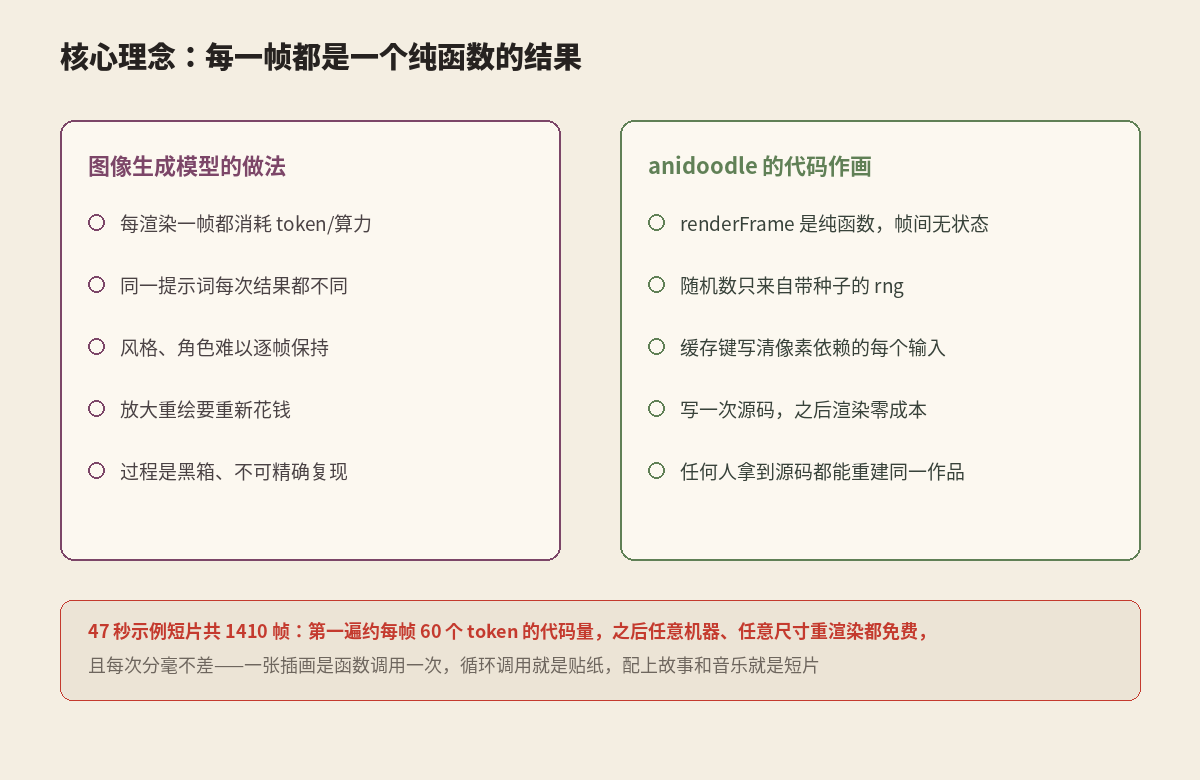 核心理念：每一帧都是一个纯函数的结果
图像生成模型的做法
每渲染一帧都消耗 token/算力
同一提示词每次结果都不同
风格、角色难以逐帧保持
放大重绘要重新花钱
过程是黑箱、不可精确复现
anidoodle 的代码作画
renderFrame 是纯函数，帧间无状态
随机数只来自带种子的 rng
缓存键写清像素依赖的每个输入
写一次源码，之后渲染零成本
任何人拿到源码都能重建同一作品
47 秒示例短片共 1410 帧：第一遍约每帧 60 个 token 的代码量，之后任意机器、任意尺寸重渲染都免费，
且每次分毫不差——一张插画是函数调用一次，循环调用就是贴纸，配上故事和音乐就是短片